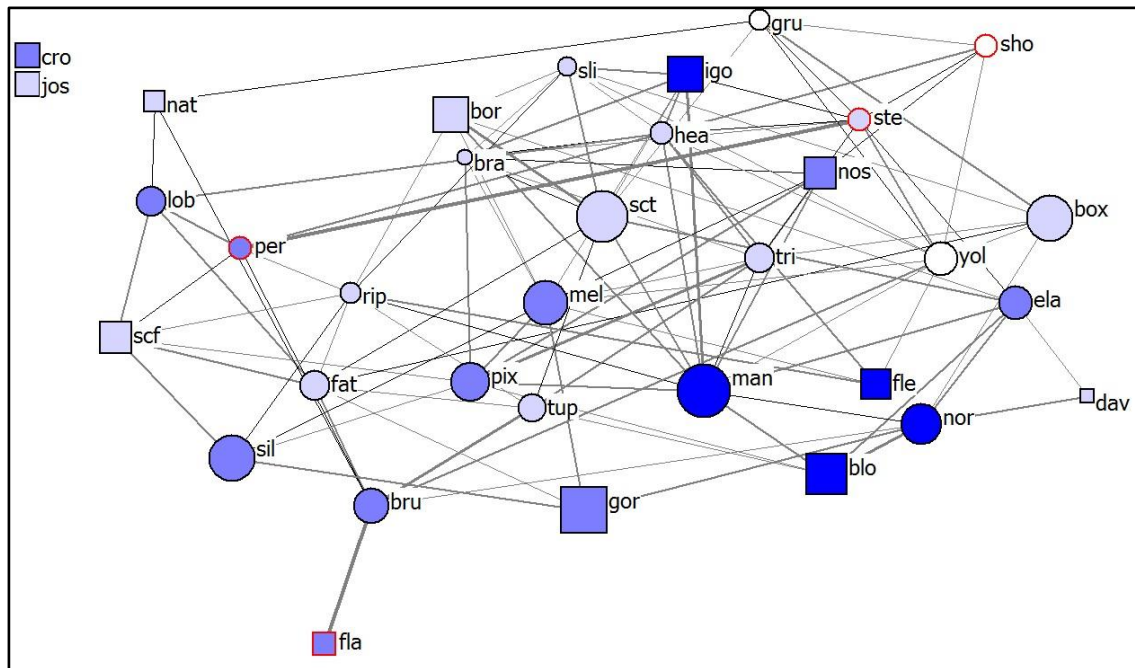 cro
jos
gru
sho
sli
igo
nat
bor
ste
hea
bra
nos
lob
sct
box
per
tri
yol
rip
mel
ela
scf
fat
pix
man
fle
tup
dav
nor
sil
blo
bru
gor
fla